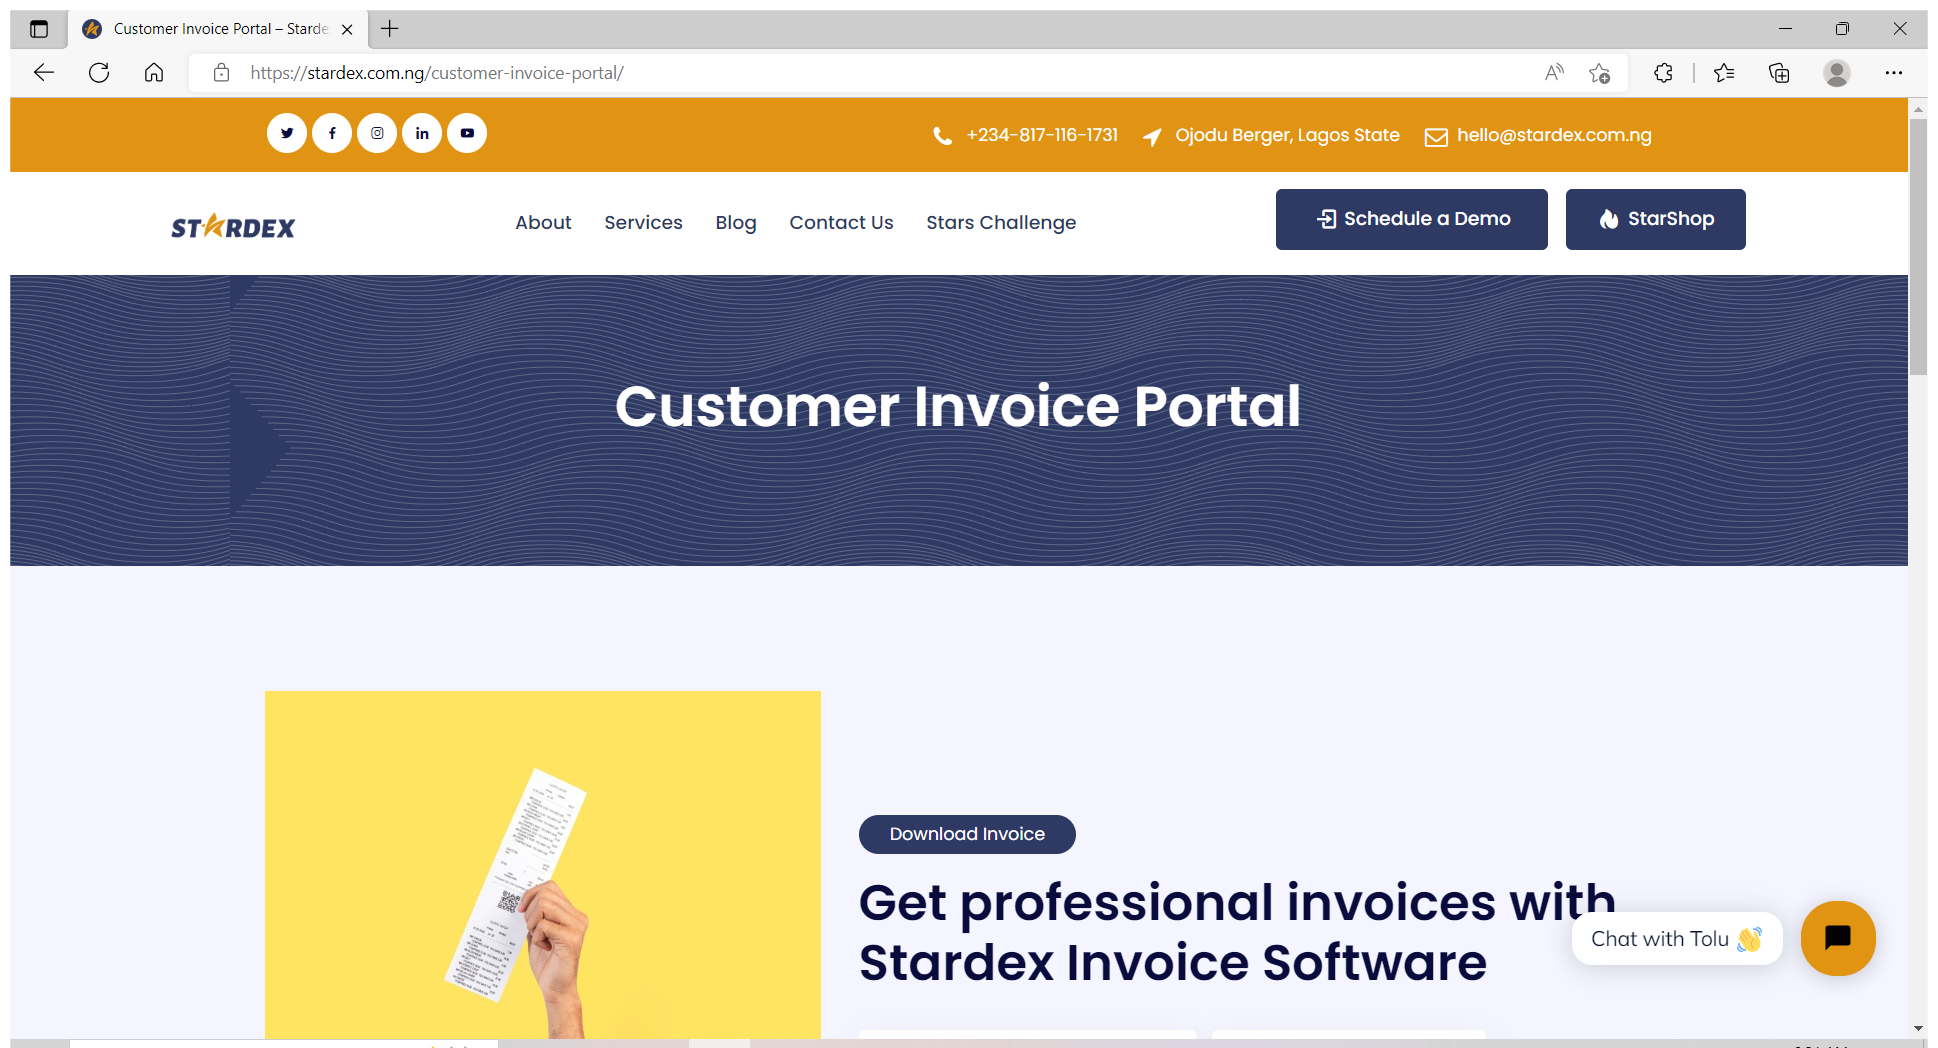 Customer Invoice Portal – Starde
https://stardex.com.ng/customer-invoice-portal/
+234-817-116-1731 Ojodu Berger, Lagos State hello@stardex.com.ng
STARDEX About Services Blog Contact Us Stars Challenge Schedule a Demo StarShop
Customer Invoice Portal
Download Invoice
Get professional invoices with
Stardex Invoice Software
Chat with Tolu 👋